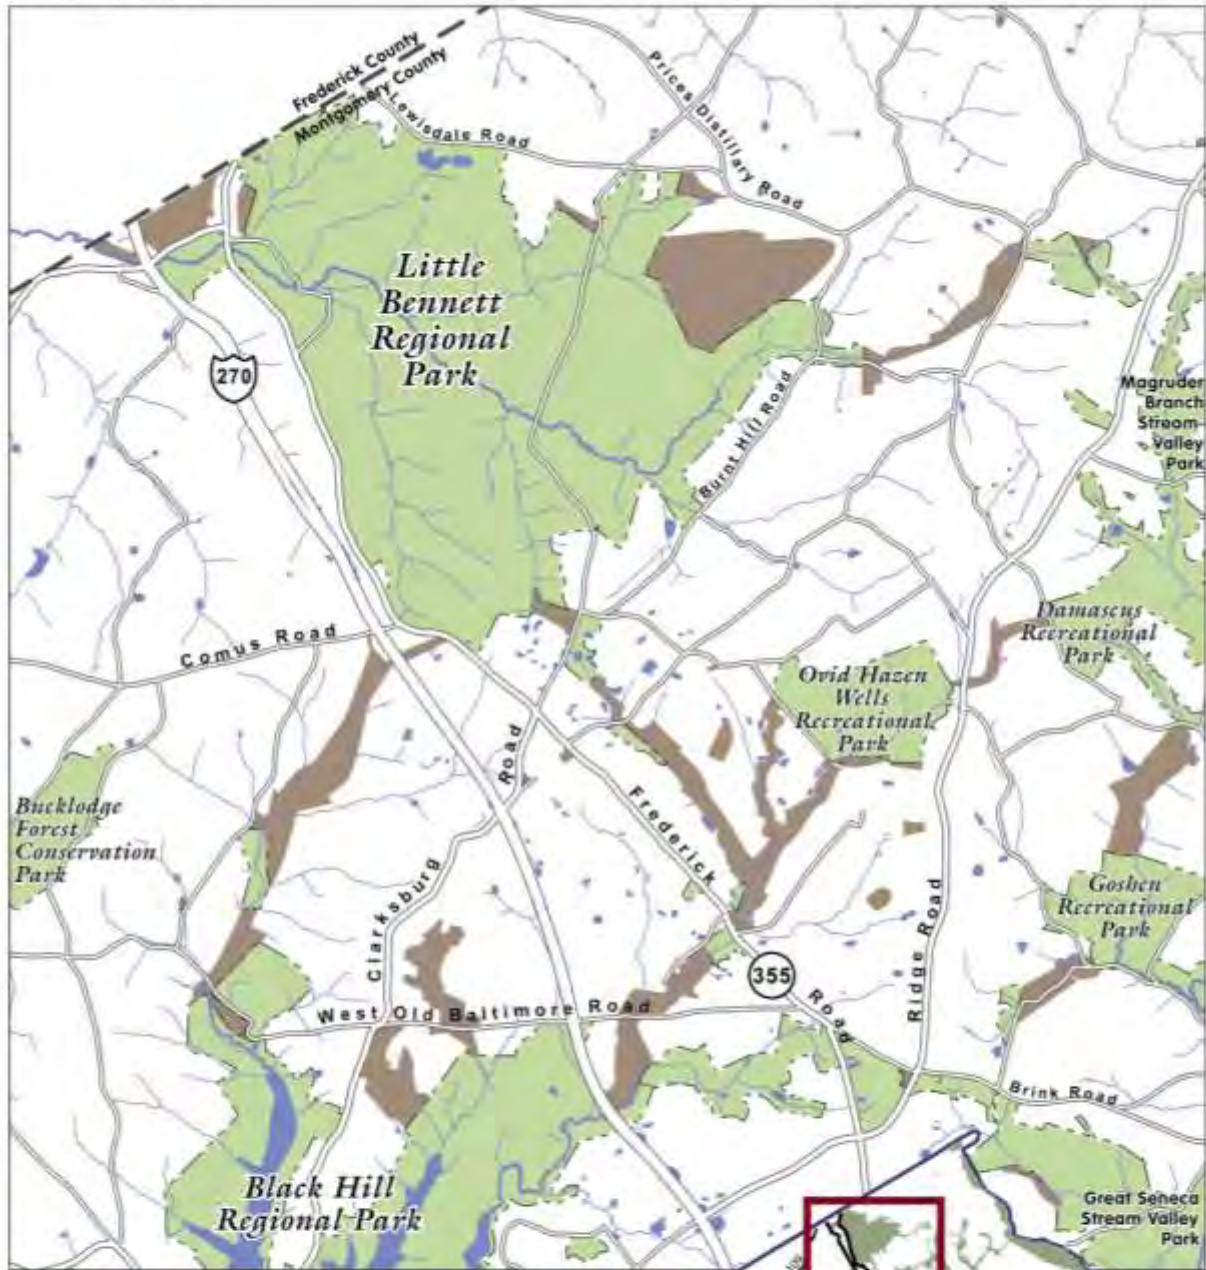 Frederick County
Montgomery County
Lewisdale Road
Prices Distillary Road
Little
Bennett
Regional
Park
270
Magruder
Branch
Stream
Valley
Park
Burnt Hill Road
Comus Road
Damascus
Recreational
Park
Ovid Hazen
Wells
Recreational
Park
Bucklodge
Forest
Conservation
Park
Clarksburg Road
Frederick Road
Goshen
Recreational
Park
355
Ridge Road
West Old Baltimore Road
Brink Road
Black Hill
Regional Park
Great Seneca
Stream Valley
Park